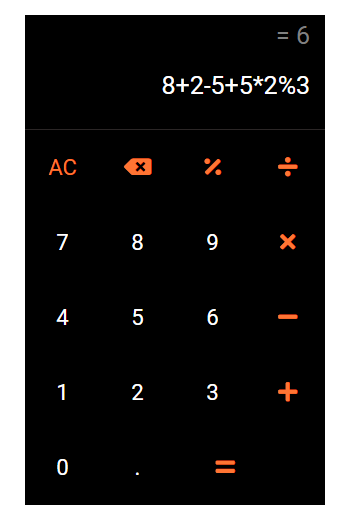 = 6
8+2-5+5*2%3
AC % ÷
7 8 9 ×
4 5 6 −
1 2 3 +
0 . =